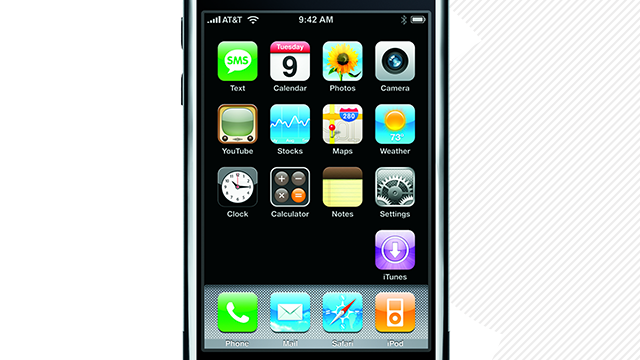 AT&T 9:42 AM
SMS Tuesday 9 280 73°
Text Calendar Photos Camera
YouTube Stocks Maps Weather
Clock Calculator Notes Settings
iTunes
Phone Mail Safari iPod